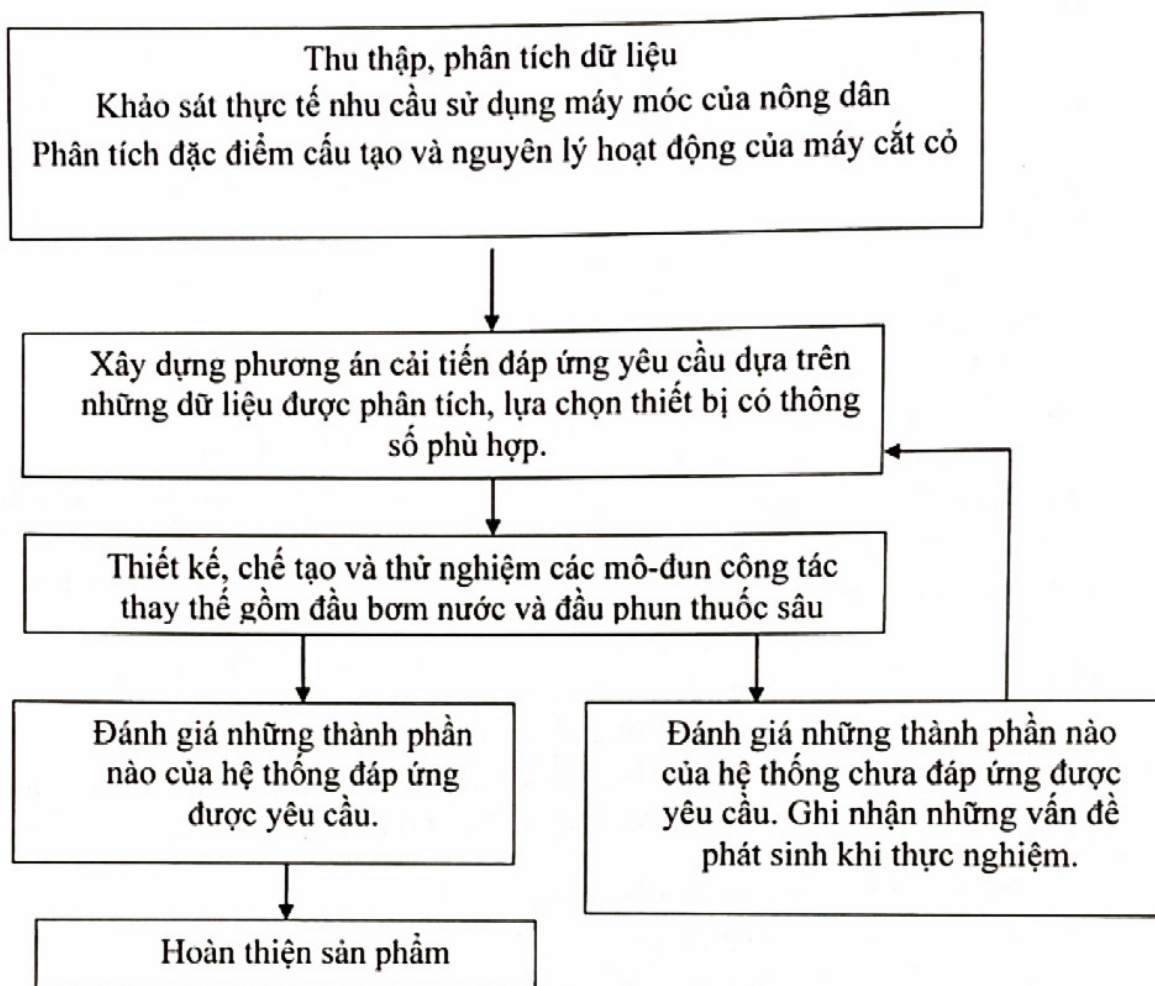 Thu thập, phân tích dữ liệu
Khảo sát thực tế nhu cầu sử dụng máy móc của nông dân
Phân tích đặc điểm cấu tạo và nguyên lý hoạt động của máy cắt cỏ
Xây dựng phương án cải tiến đáp ứng yêu cầu dựa trên
những dữ liệu được phân tích, lựa chọn thiết bị có thông
số phù hợp.
Thiết kế, chế tạo và thử nghiệm các mô-đun công tác
thay thế gồm đầu bơm nước và đầu phun thuốc sâu
Đánh giá những thành phần
nào của hệ thống đáp ứng
được yêu cầu.
Đánh giá những thành phần nào
của hệ thống chưa đáp ứng được
yêu cầu. Ghi nhận những vấn đề
phát sinh khi thực nghiệm.
Hoàn thiện sản phẩm